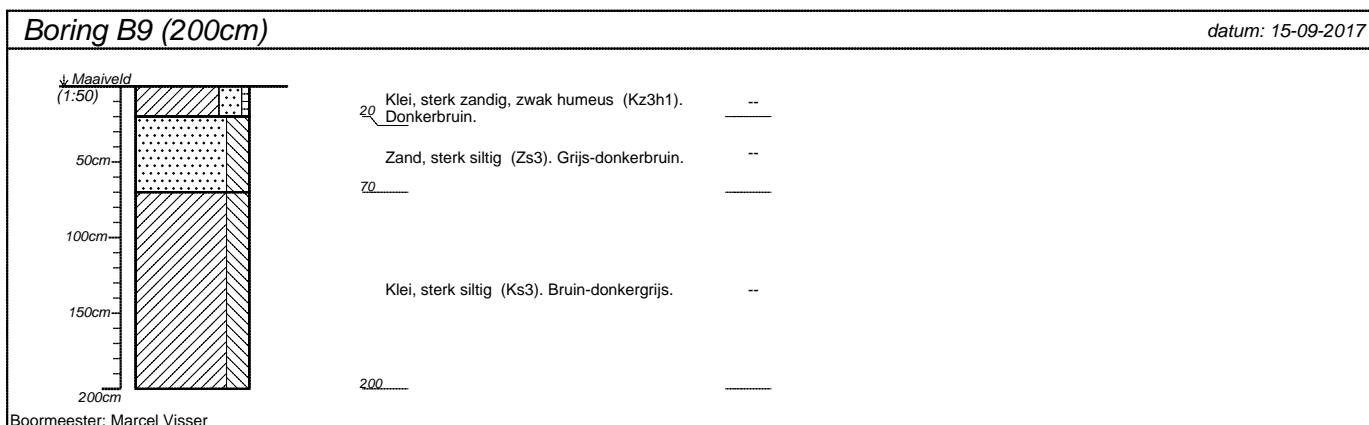 Boring B9 (200cm)
datum: 15-09-2017
Maaiveld
(1:50)
Klei, sterk zandig, zwak humeus  (Kz3h1).
--
20
Donkerbruin.
50cm
Zand, sterk siltig  (Zs3). Grijs-donkerbruin.
--
70
100cm
Klei, sterk siltig  (Ks3). Bruin-donkergrijs.
--
150cm
200
200cm
Boormeester: Marcel Visser